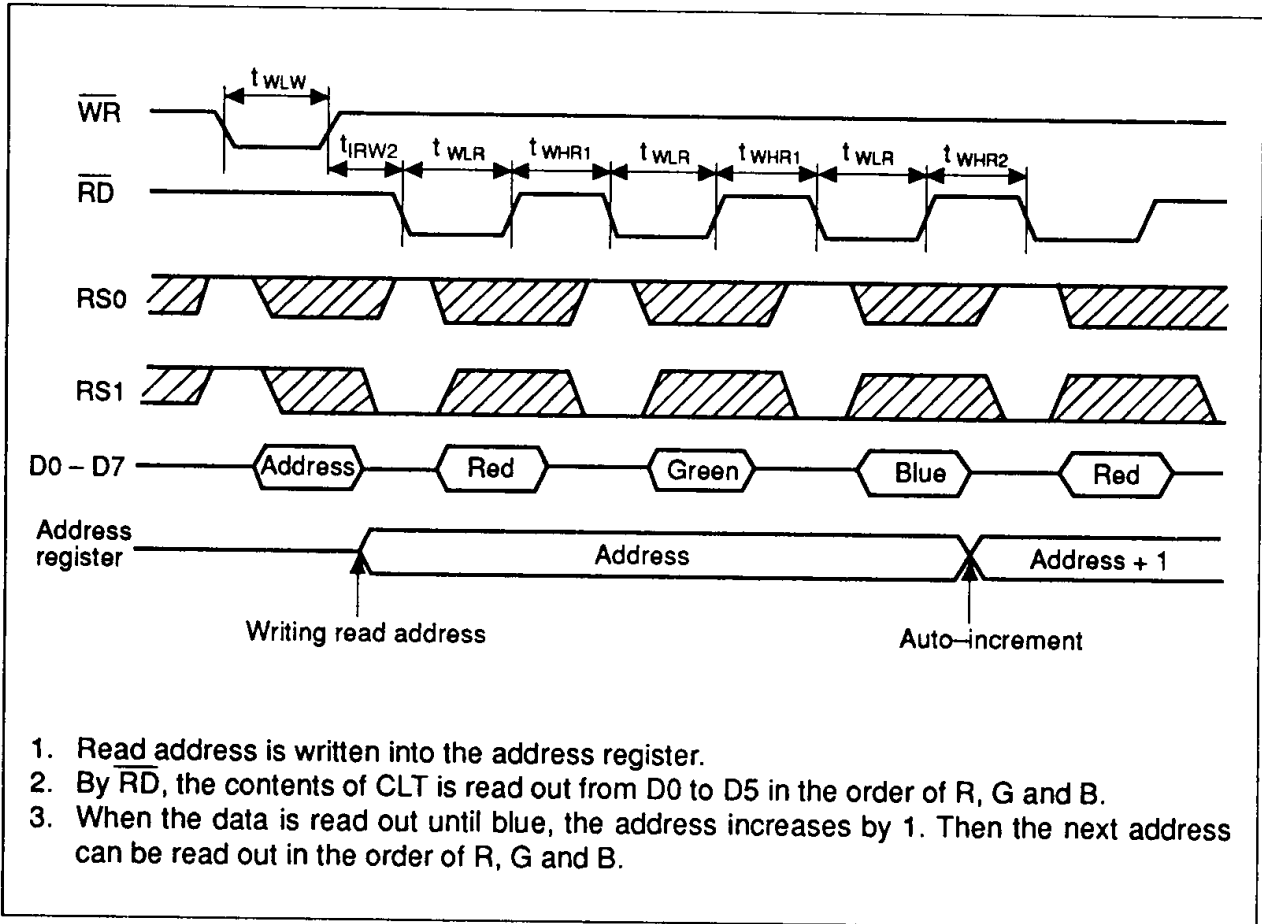 t WLW
WR
t IRW2 t WLR t WHR1 t WLR t WHR1 t WLR t WHR2
RD
RS0
RS1
D0 – D7 Address Red Green Blue Red
Address
register Address Address + 1
Writing read address Auto–increment
1. Read address is written into the address register.
2. By RD, the contents of CLT is read out from D0 to D5 in the order of R, G and B.
3. When the data is read out until blue, the address increases by 1. Then the next address
can be read out in the order of R, G and B.